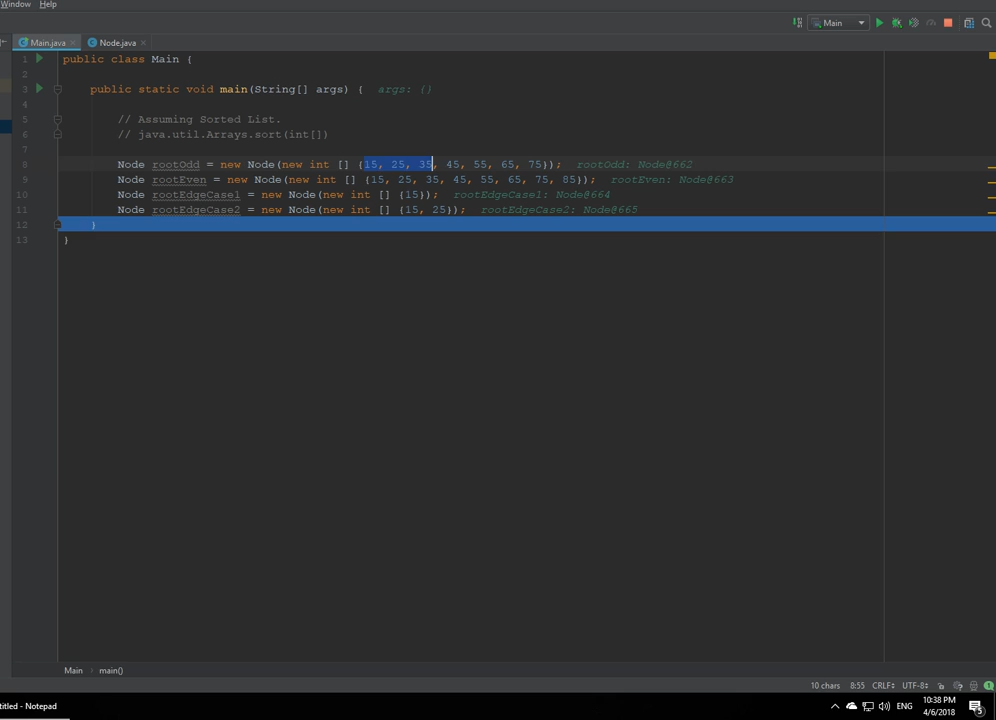 Window Help
Main
Main.java Node.java
1 public class Main {
2
3 public static void main(String[] args) { args: {}
4
5 // Assuming Sorted List.
6 // java.util.Arrays.sort(int[])
7
8 Node rootOdd = new Node(new int [] {15, 25, 35, 45, 55, 65, 75}); rootOdd: Node@662
9 Node rootEven = new Node(new int [] {15, 25, 35, 45, 55, 65, 75, 85}); rootEven: Node@663
10 Node rootEdgeCase1 = new Node(new int [] {15}); rootEdgeCase1: Node@664
11 Node rootEdgeCase2 = new Node(new int [] {15, 25}); rootEdgeCase2: Node@665
12 }
13 }
Main main()
10 chars 8:55 CRLF UTF-8
1
titled - Notepad
ENG
10:38 PM
4/6/2018
5